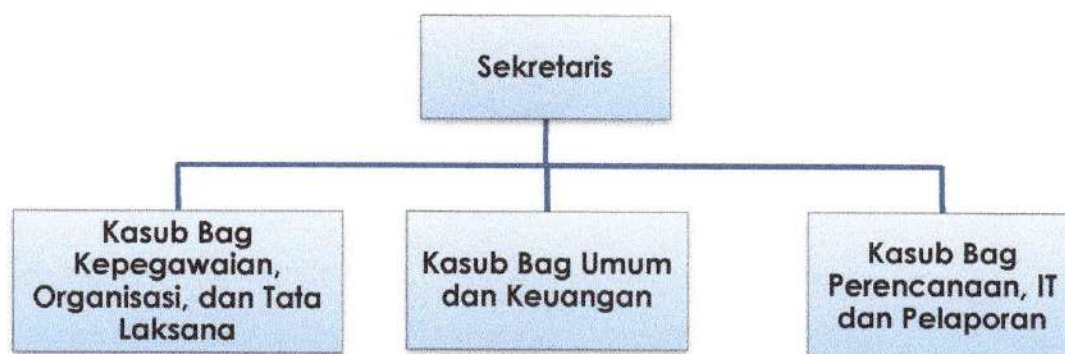 Sekretaris
Kasub Bag
Kepegawaian,
Organisasi, dan Tata
Laksana
Kasub Bag Umum
dan Keuangan
Kasub Bag
Perencanaan, IT
dan Pelaporan